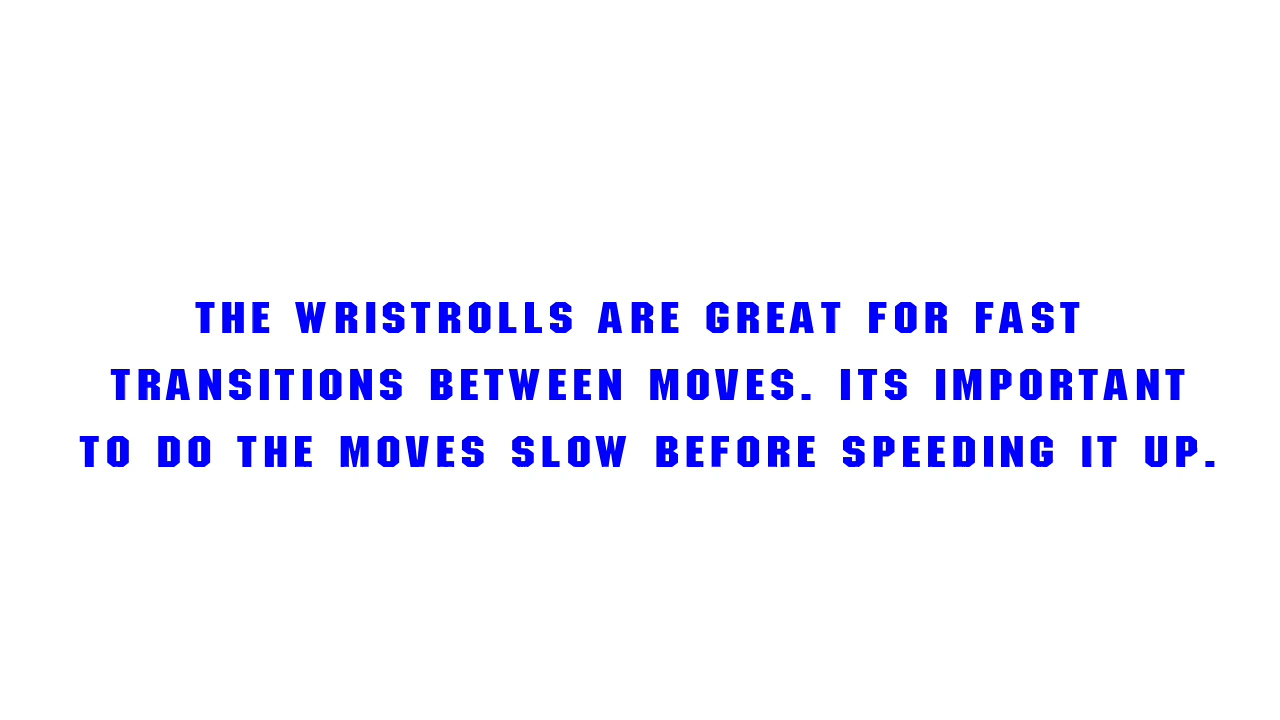 THE WRISTROLLS ARE GREAT FOR FAST
TRANSITIONS BETWEEN MOVES. ITS IMPORTANT
TO DO THE MOVES SLOW BEFORE SPEEDING IT UP.